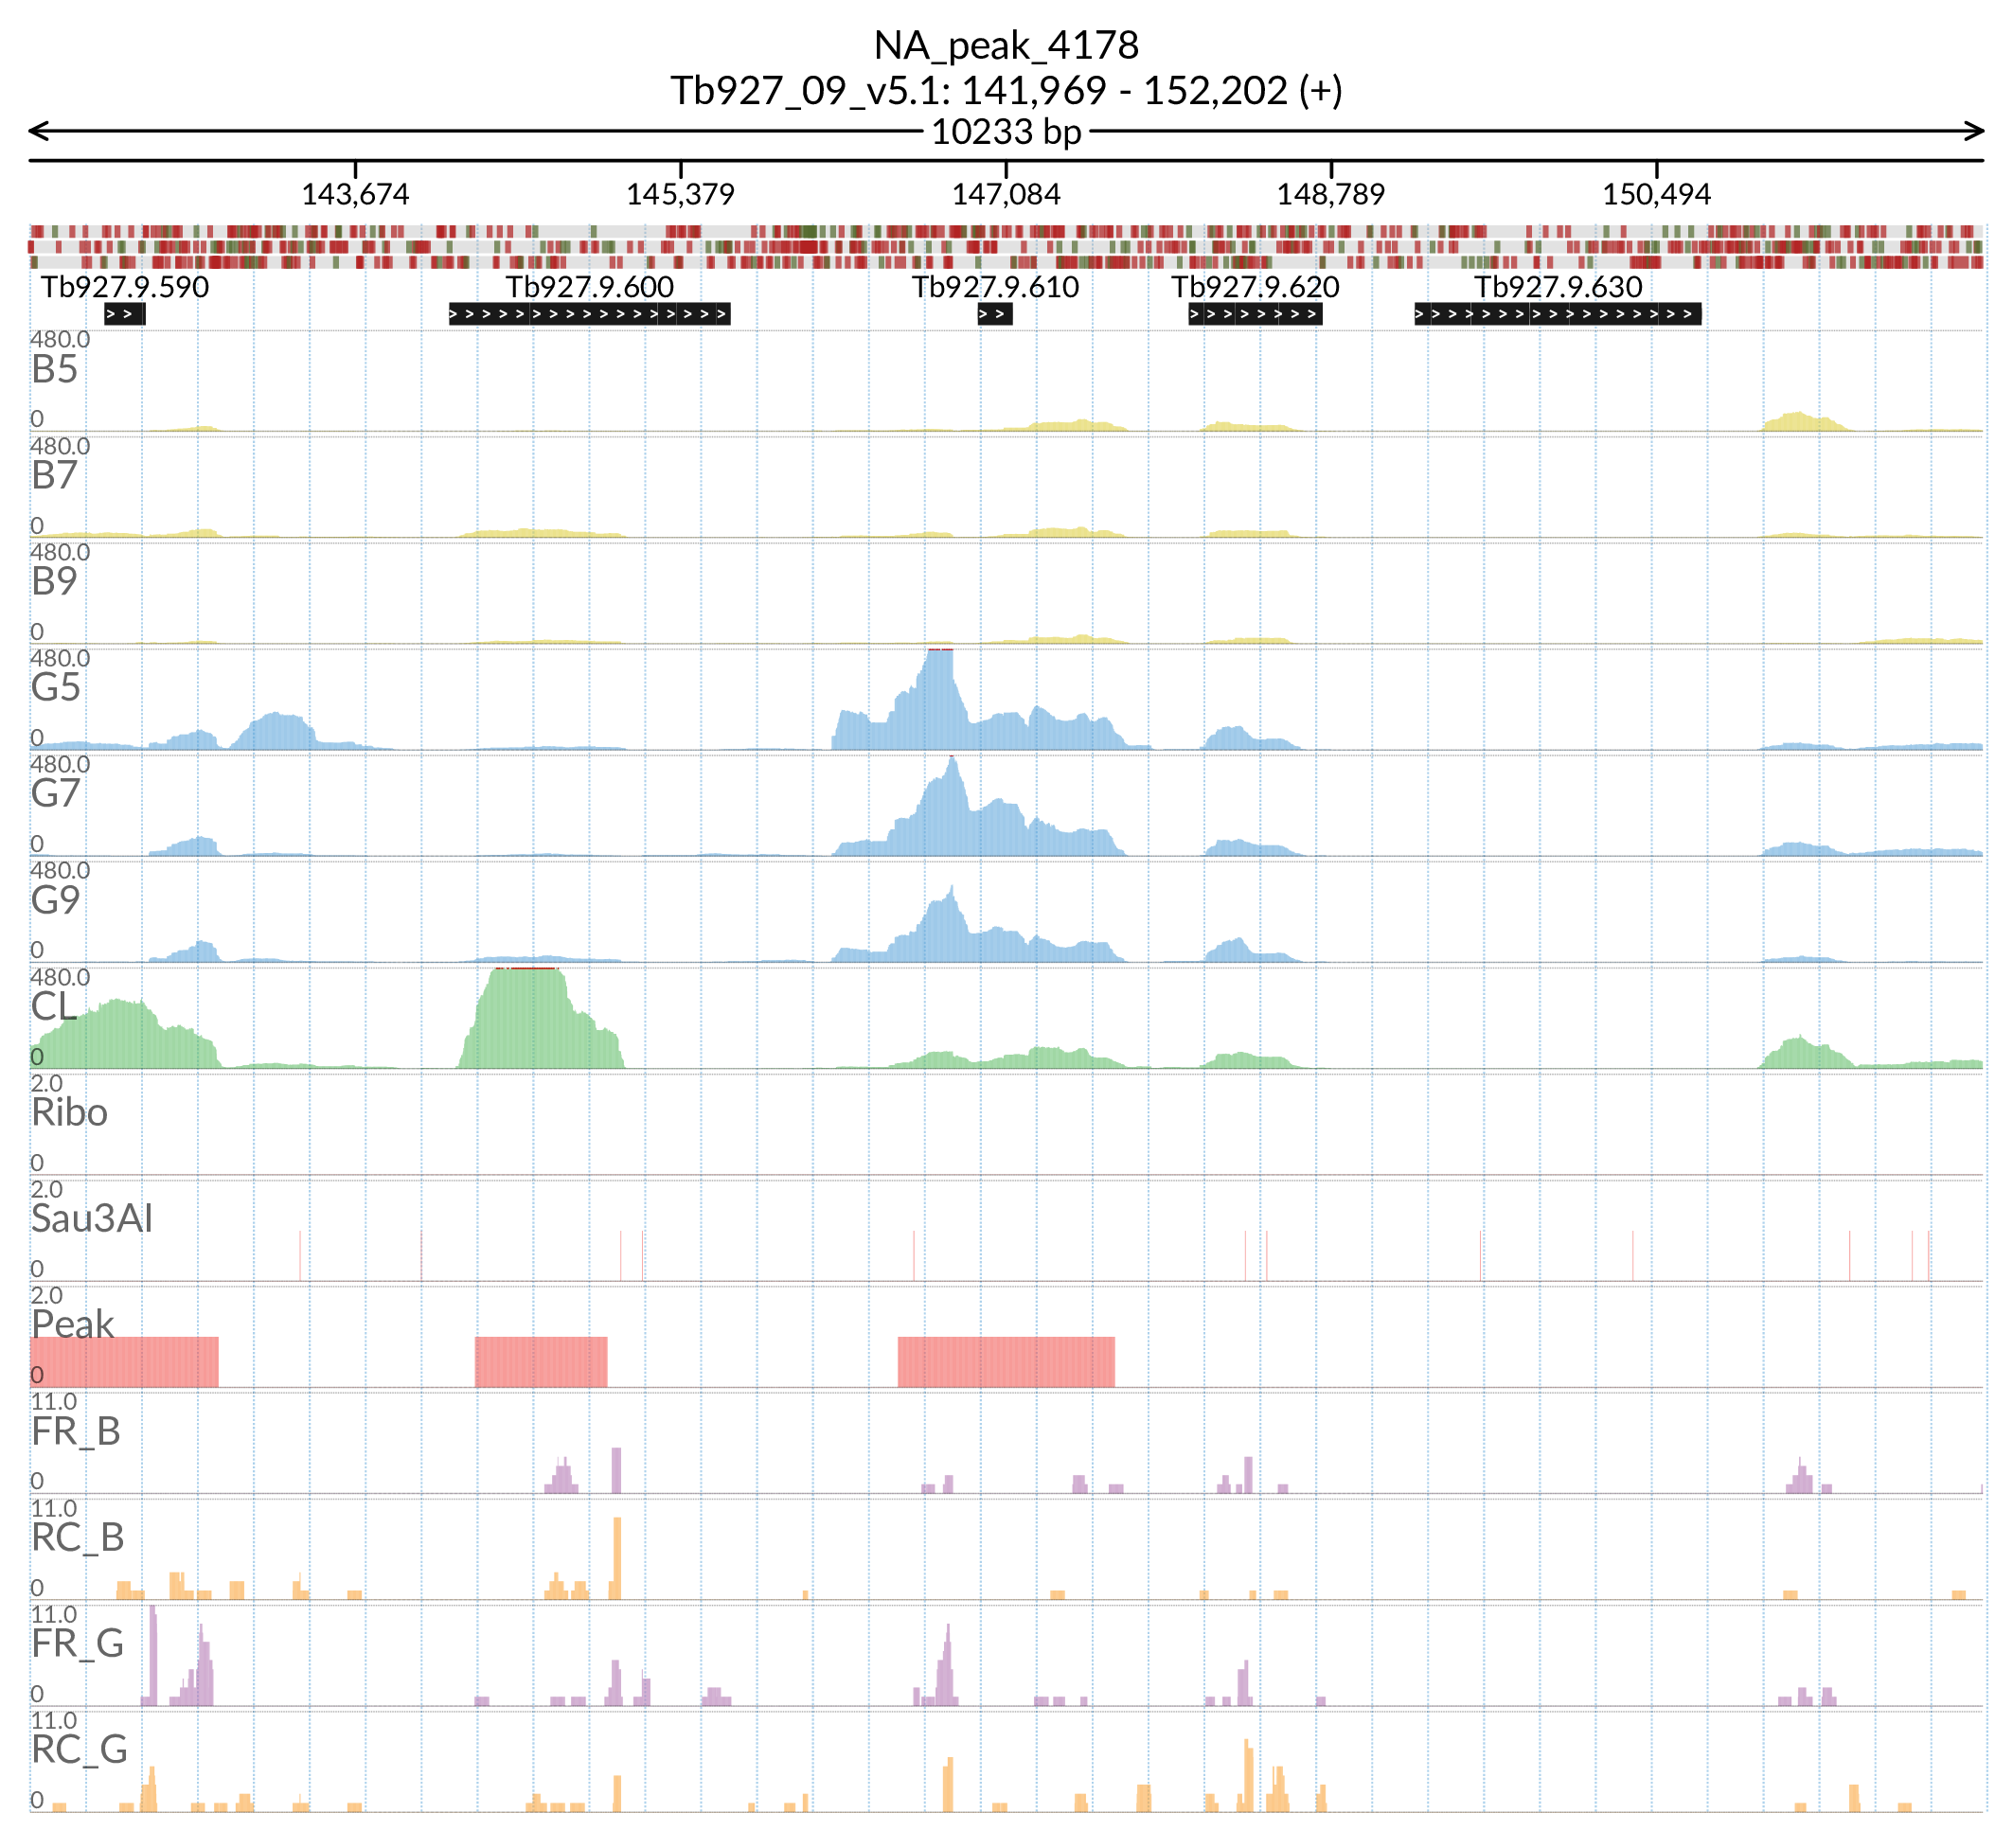 NA_peak_4178
Tb927_09_v5.1: 141,969 - 152,202 (+)
10233 bp
143,674 145,379 147,084 148,789 150,494
Tb927.9.590 Tb927.9.600 Tb927.9.610 Tb927.9.620 Tb927.9.630
480.0
B5
0
480.0
B7
0
480.0
B9
0
480.0
G5
0
480.0
G7
0
480.0
G9
0
480.0
CL
0
2.0
Ribo
0
2.0
Sau3AI
0
2.0
Peak
0
11.0
FR_B
0
11.0
RC_B
0
11.0
FR_G
0
11.0
RC_G
0